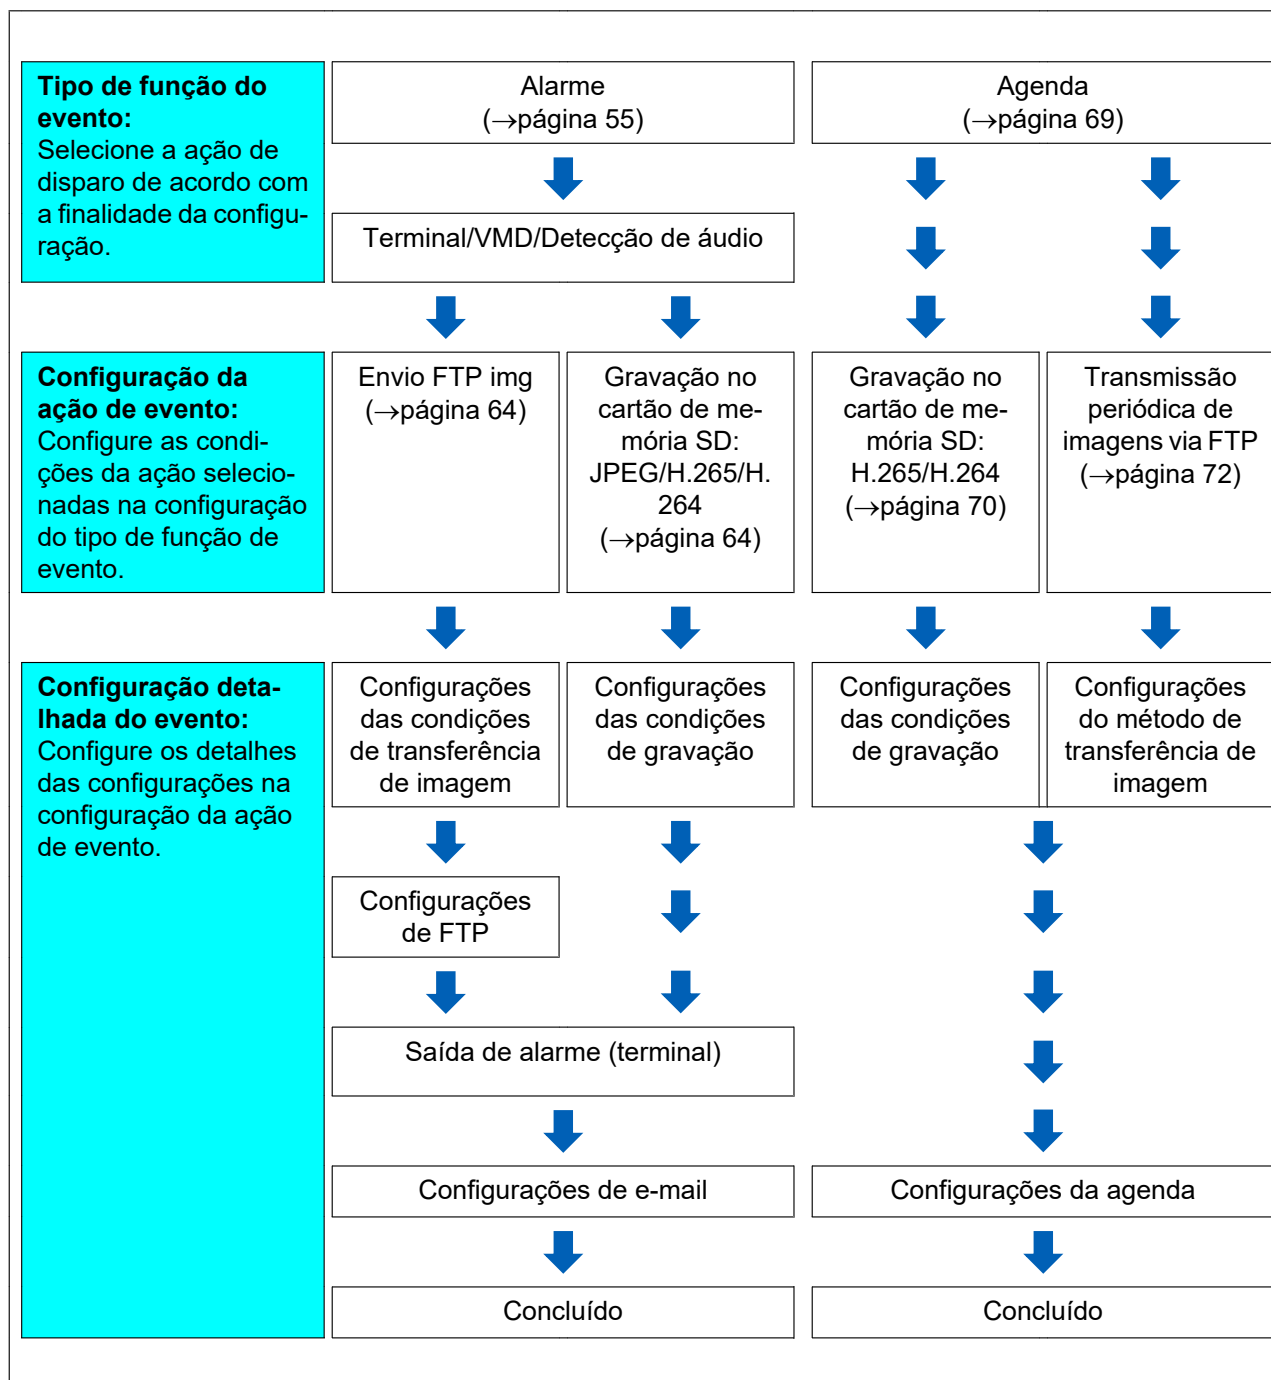 Tipo de função do
evento:
Selecione a ação de
disparo de acordo com
a finalidade da configu-
ração.
Alarme
(→página 55)
Agenda
(→página 69)
Terminal/VMD/Detecção de áudio
Configuração da
ação de evento:
Configure as condi-
ções da ação selecio-
nadas na configuração
do tipo de função de
evento.
Envio FTP img
(→página 64)
Gravação no
cartão de me-
mória SD:
JPEG/H.265/H.
264
(→página 64)
Gravação no
cartão de me-
mória SD:
H.265/H.264
(→página 70)
Transmissão
periódica de
imagens via FTP
(→página 72)
Configuração deta-
lhada do evento:
Configure os detalhes
das configurações na
configuração da ação
de evento.
Configurações
das condições
de transferência
de imagem
Configurações
das condições
de gravação
Configurações
das condições
de gravação
Configurações
do método de
transferência de
imagem
Configurações
de FTP
Saída de alarme (terminal)
Configurações de e-mail
Configurações da agenda
Concluído
Concluído